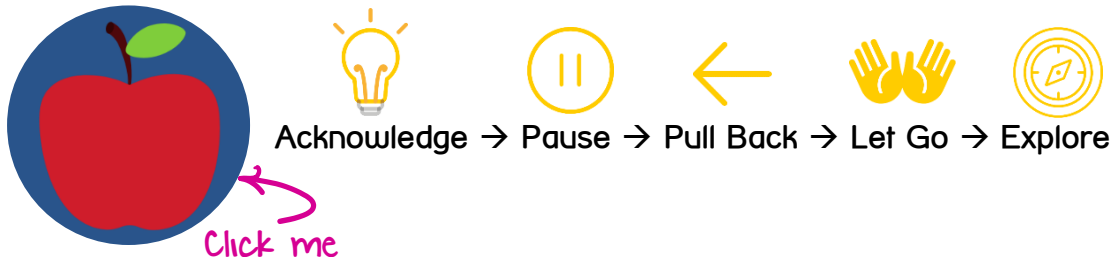 Acknowledge → Pause → Pull Back → Let Go → Explore
Click me